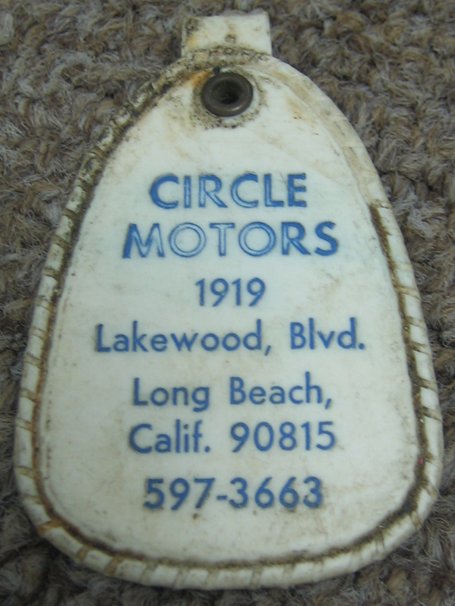 CIRCLE
MOTORS
1919
Lakewood, Blvd.
Long Beach,
Calif. 90815
597-3663